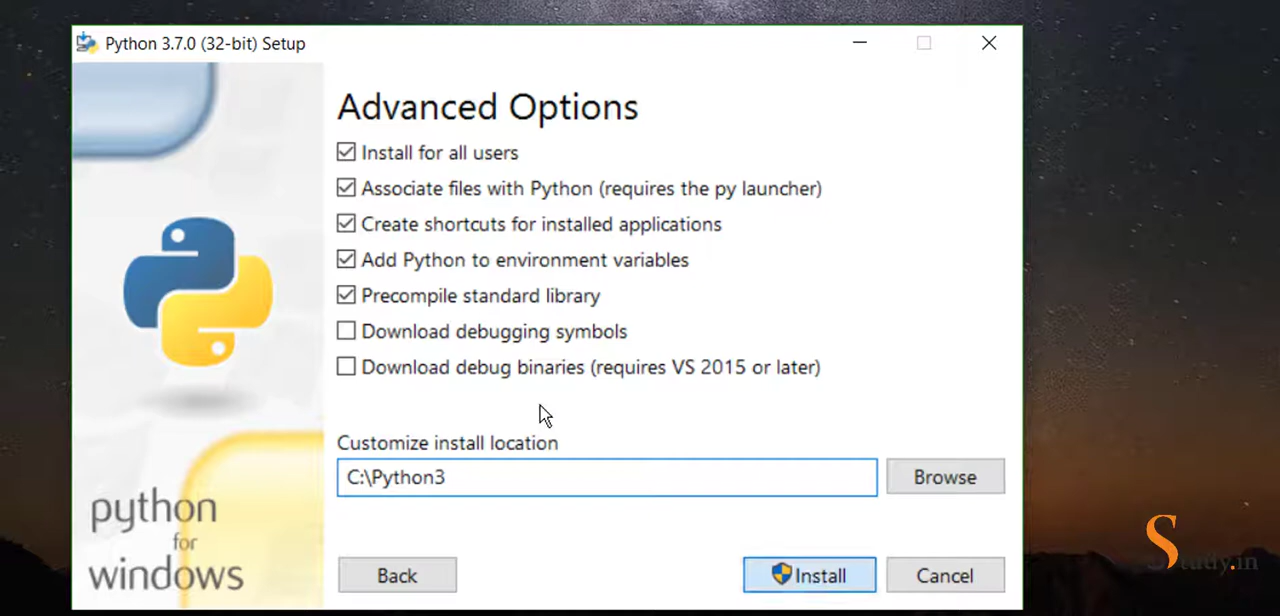 Python 3.7.0 (32-bit) Setup
Advanced Options
Install for all users
Associate files with Python (requires the py launcher)
Create shortcuts for installed applications
Add Python to environment variables
Precompile standard library
Download debugging symbols
Download debug binaries (requires VS 2015 or later)
Customize install location
C:\Python3
Browse
python
for
windows
Back
Install
Cancel
Study.in